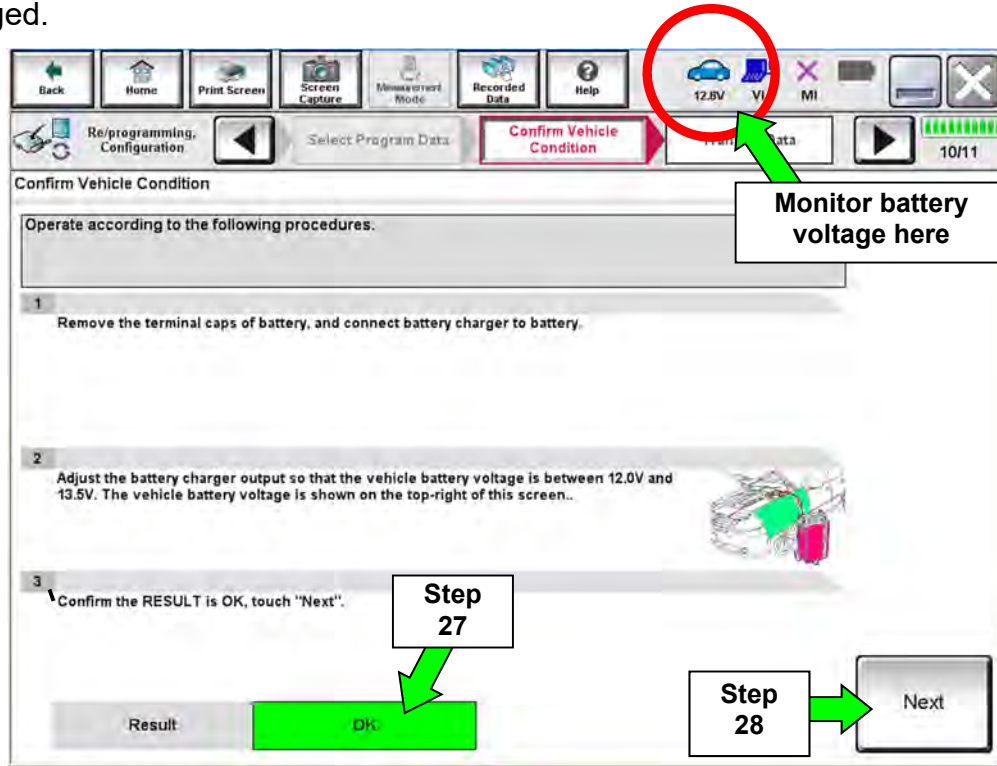 ged.
Back
Home
Print Screen
Screen
Capture
Measurement
Mode
Recorded
Data
Help
12.8V
VI
MI
Re/programming,
Configuration
Select Program Data
Confirm Vehicle
Condition
Data
10/11
Confirm Vehicle Condition
Monitor battery
voltage here
Operate according to the following procedures.
1
Remove the terminal caps of battery, and connect battery charger to battery.
2
Adjust the battery charger output so that the vehicle battery voltage is between 12.0V and
13.5V. The vehicle battery voltage is shown on the top-right of this screen..
3
Confirm the RESULT is OK, touch "Next".
Step
27
Step
28
Next
Result
OK